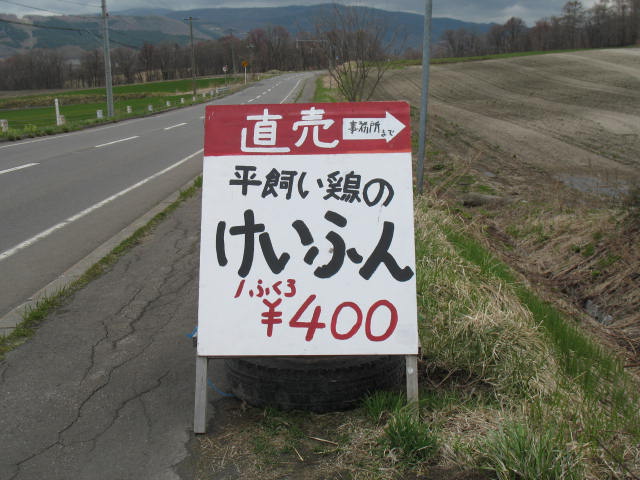 直売 事務所まで
平飼い鶏の
けいふん
1ふくろ
¥400